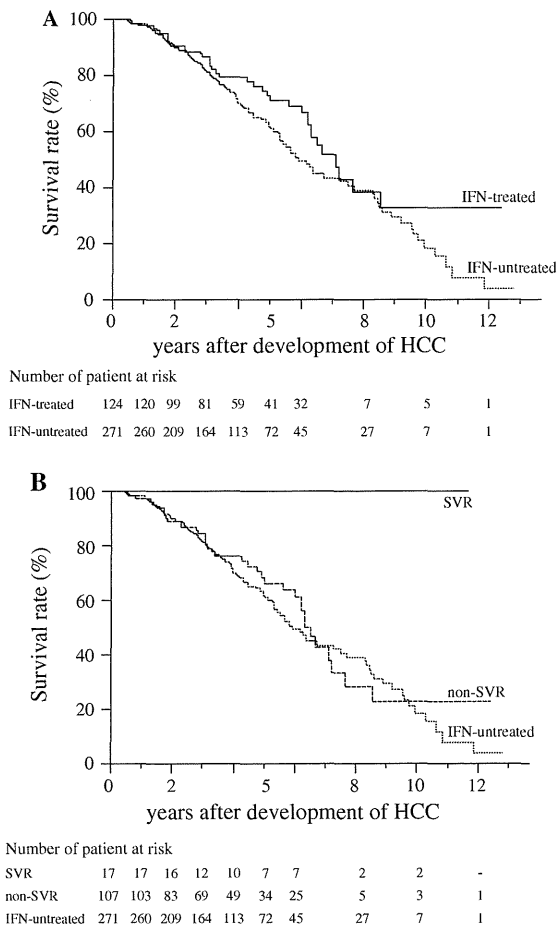 A
100
80
60
40
20
0
Survival rate (%)
IFN-treated
IFN-untreated
0 2 5 8 10 12
years after development of HCC
Number of patient at risk
IFN-treated 124 120 99 81 59 41 32 7 5 1
IFN-untreated 271 260 209 164 113 72 45 27 7 1
B
100
80
60
40
20
0
Survival rate (%)
SVR
non-SVR
IFN-untreated
0 2 5 8 10 12
years after development of HCC
Number of patient at risk
SVR 17 17 16 12 10 7 7 2 2 -
non-SVR 107 103 83 69 49 34 25 5 3 1
IFN-untreated 271 260 209 164 113 72 45 27 7 1